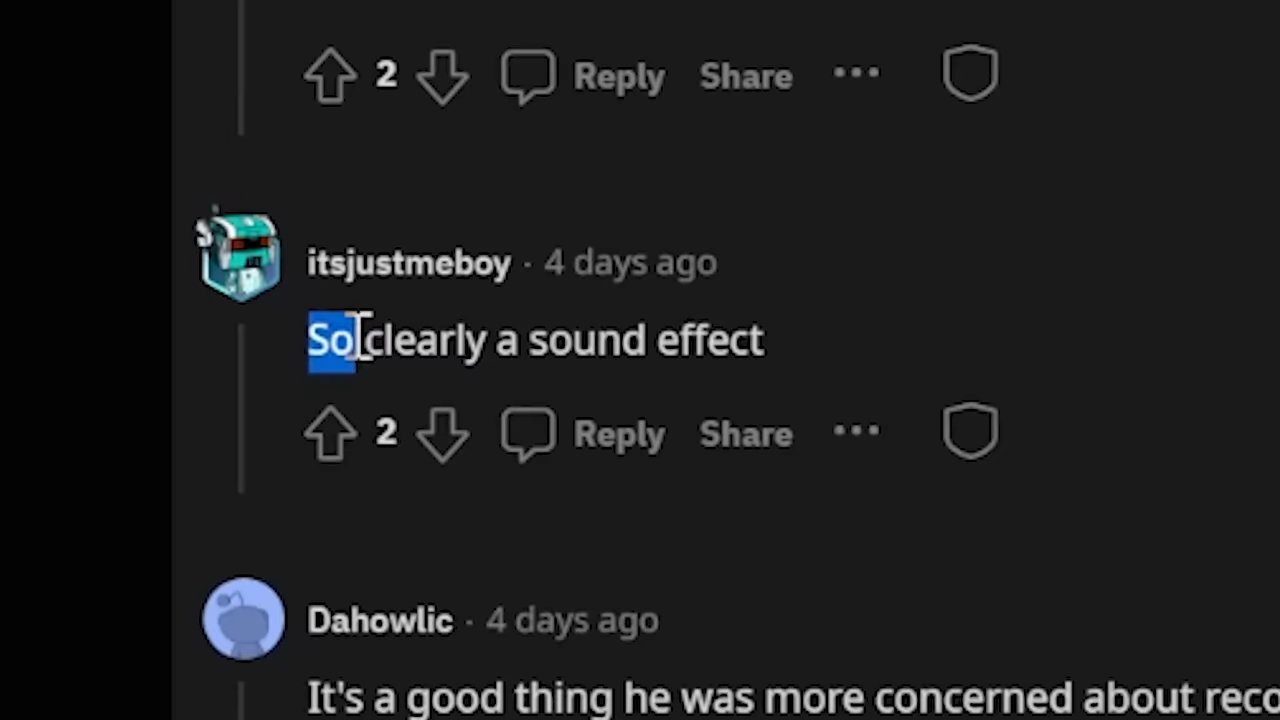 2 Reply Share
itsjustmeboy · 4 days ago
So clearly a sound effect
2 Reply Share
Dahowlic · 4 days ago
It's a good thing he was more concerned about